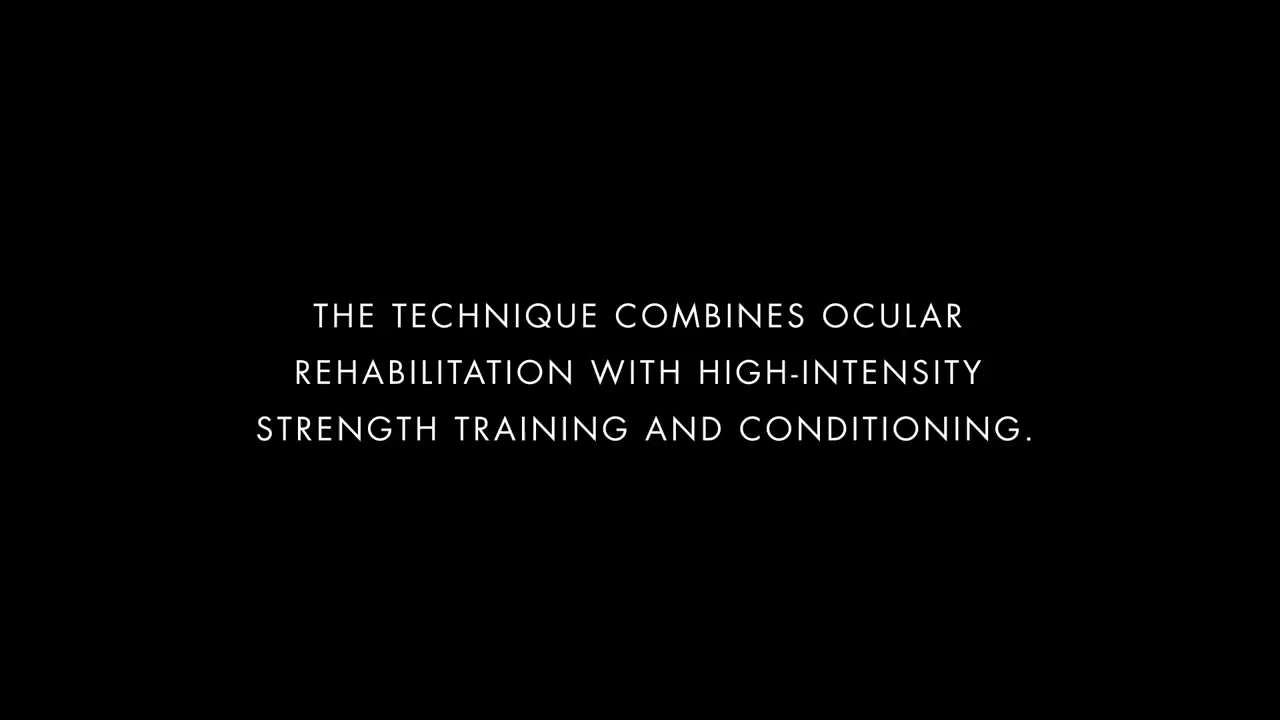 THE TECHNIQUE COMBINES OCULAR
REHABILITATION WITH HIGH-INTENSITY
STRENGTH TRAINING AND CONDITIONING.